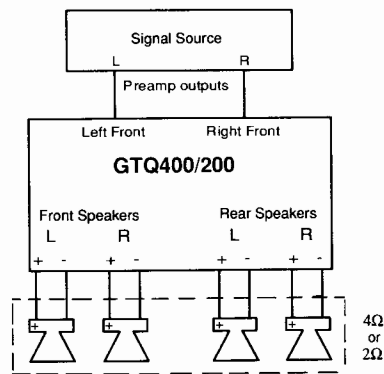 Signal Source
L R
Preamp outputs
Left Front Right Front
GTQ400/200
Front Speakers Rear Speakers
L R L R
+ - + - + - + -
+ + + + 4Ω
or
2Ω